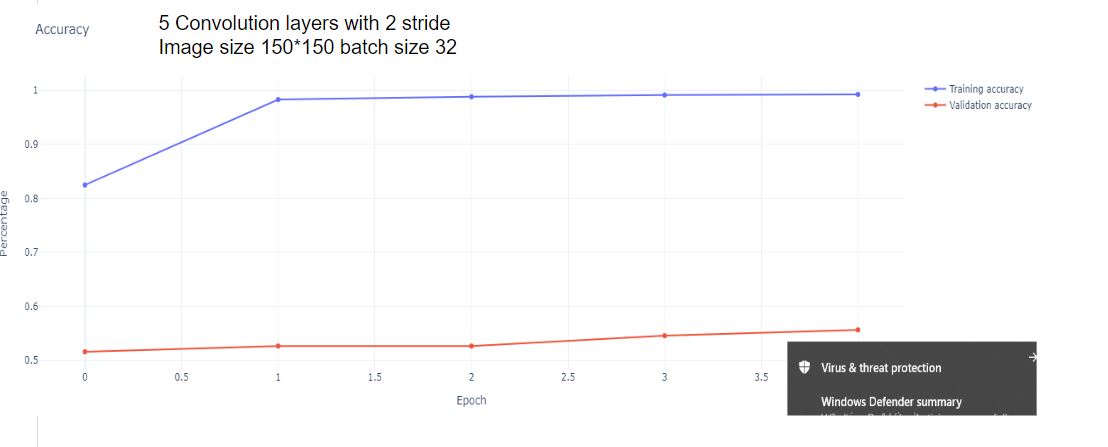 Accuracy
5 Convolution layers with 2 stride
Image size 150*150 batch size 32
Training accuracy
Validation accuracy
Percentage
1
0.9
0.8
0.7
0.6
0.5
0
0.5
1
1.5
2
2.5
3
3.5
Epoch
Virus & threat protection
Windows Defender summary